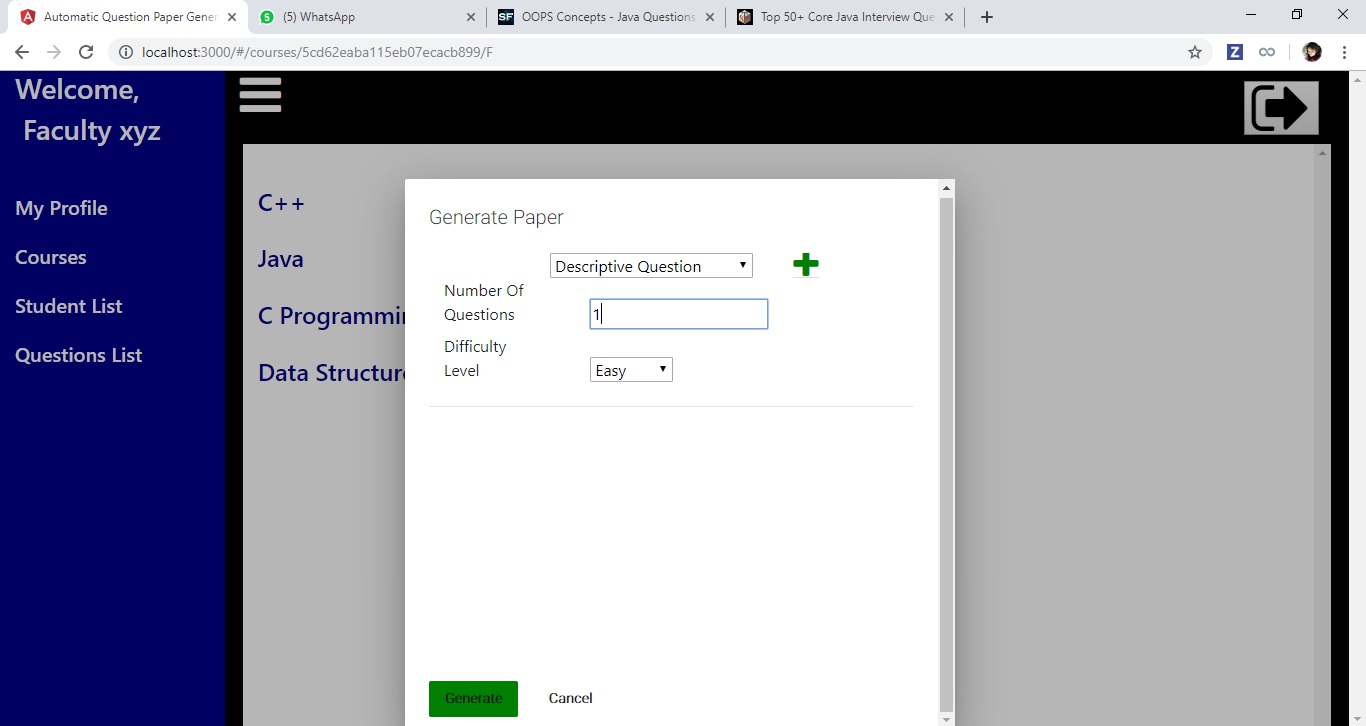 Automatic Question Paper Gener
(5) WhatsApp
SF OOPS Concepts - Java Questions
Top 50+ Core Java Interview Que
localhost:3000/#/courses/5cd62eaba115eb07ecacb899/F
Z
Welcome,
Faculty xyz
My Profile
Courses
Student List
Questions List
C++
Java
C Programmin
Data Structure
Generate Paper
Descriptive Question
Number Of
Questions
1
Difficulty
Level
Easy
Generate
Cancel